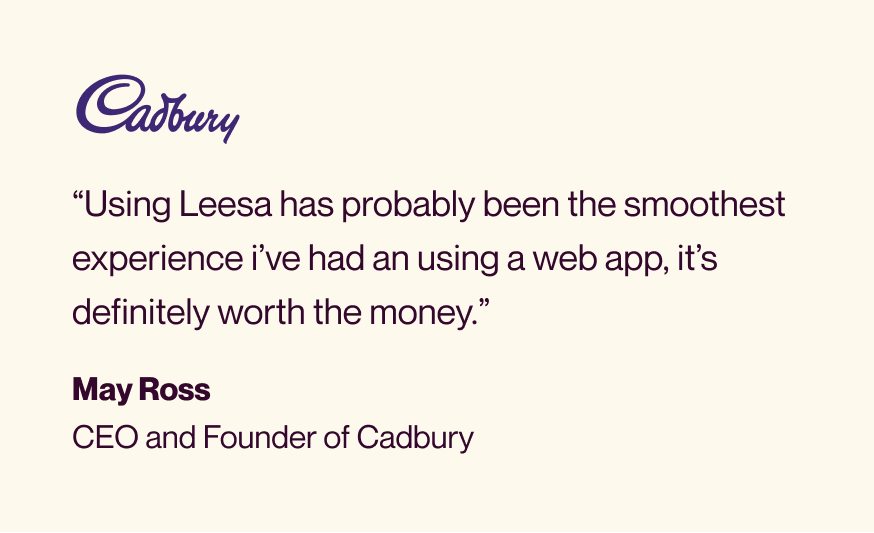 Cadbury
“Using Leesa has probably been the smoothest
experience i’ve had an using a web app, it’s
definitely worth the money.”
May Ross
CEO and Founder of Cadbury